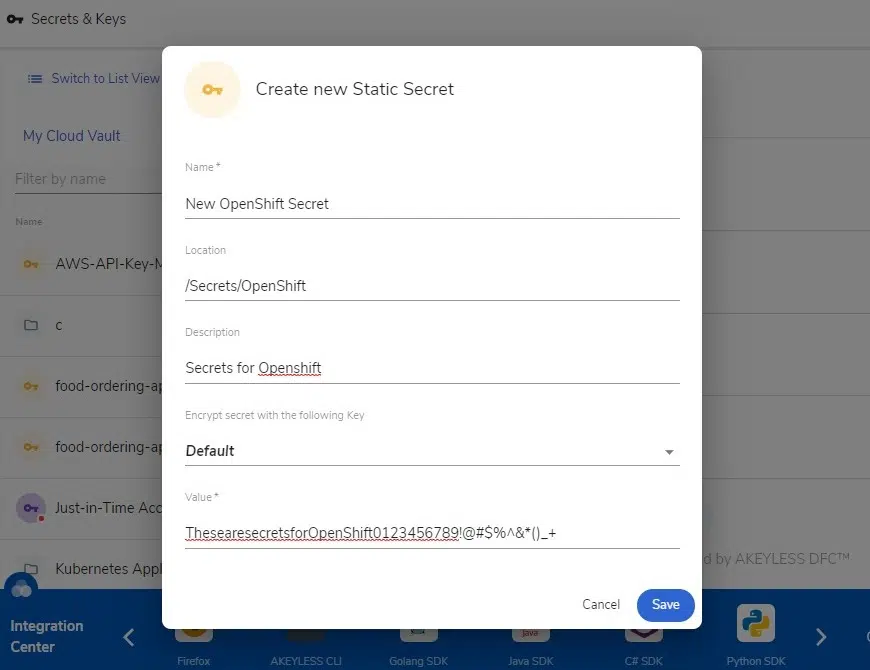 Secrets & Keys
Switch to List View
My Cloud Vault
Filter by name
Name
AWS-API-Key-M
c
food-ordering-ap
food-ordering-ap
Just-in-Time Acc
Kubernetes Appl
Create new Static Secret
Name *
New OpenShift Secret
Location
/Secrets/OpenShift
Description
Secrets for Openshift
Encrypt secret with the following Key
Default
Value *
ThesearesecretsforOpenShift0123456789!@#$%^&*()_+
Cancel
Save
d by AKEYLESS DFC™
Integration
Center
Firefox
AKEYLESS CLI
Golang SDK
Java
Java SDK
C# SDK
Python SDK